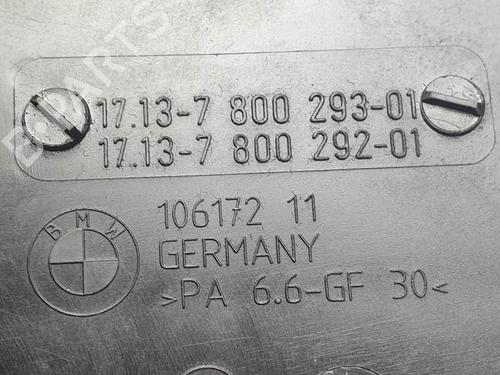 17.13-7 800 293-01
17.13-7 800 292-01
BMW
106172 11
GERMANY
>PA 6.6-GF 30<